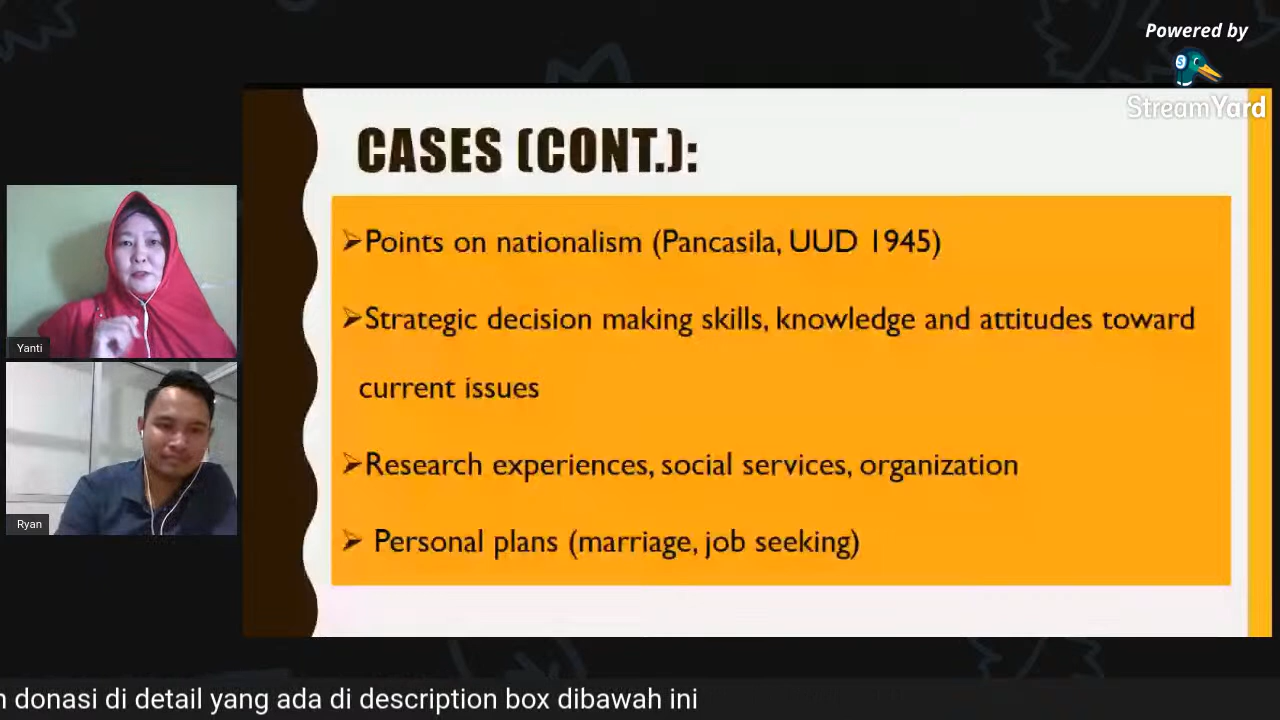 Powered by
StreamYard
CASES (CONT.):
➢Points on nationalism (Pancasila, UUD 1945)
➢Strategic decision making skills, knowledge and attitudes toward
current issues
➢Research experiences, social services, organization
➢ Personal plans (marriage, job seeking)
Yanti
Ryan
donasi di detail yang ada di description box dibawah ini